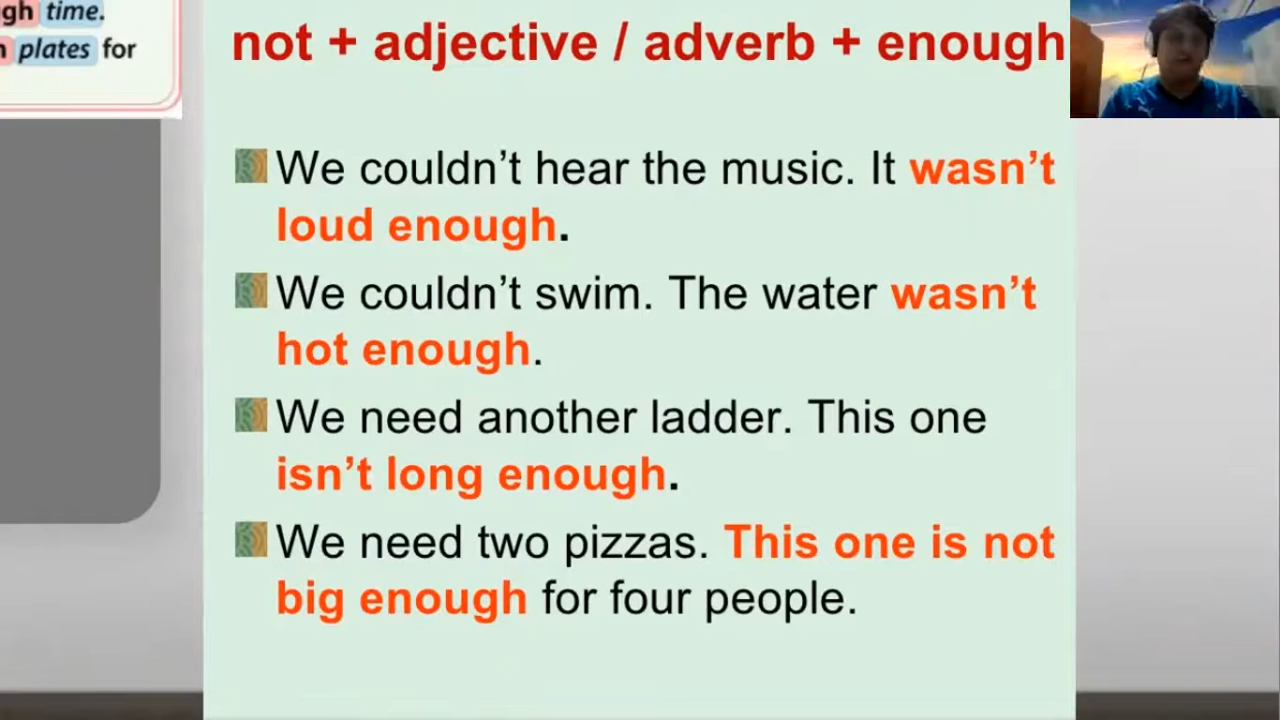 time.
plates for
not + adjective / adverb + enough
We couldn't hear the music. It wasn't
loud enough.
We couldn't swim. The water wasn't
hot enough.
We need another ladder. This one
isn't long enough.
We need two pizzas. This one is not
big enough for four people.